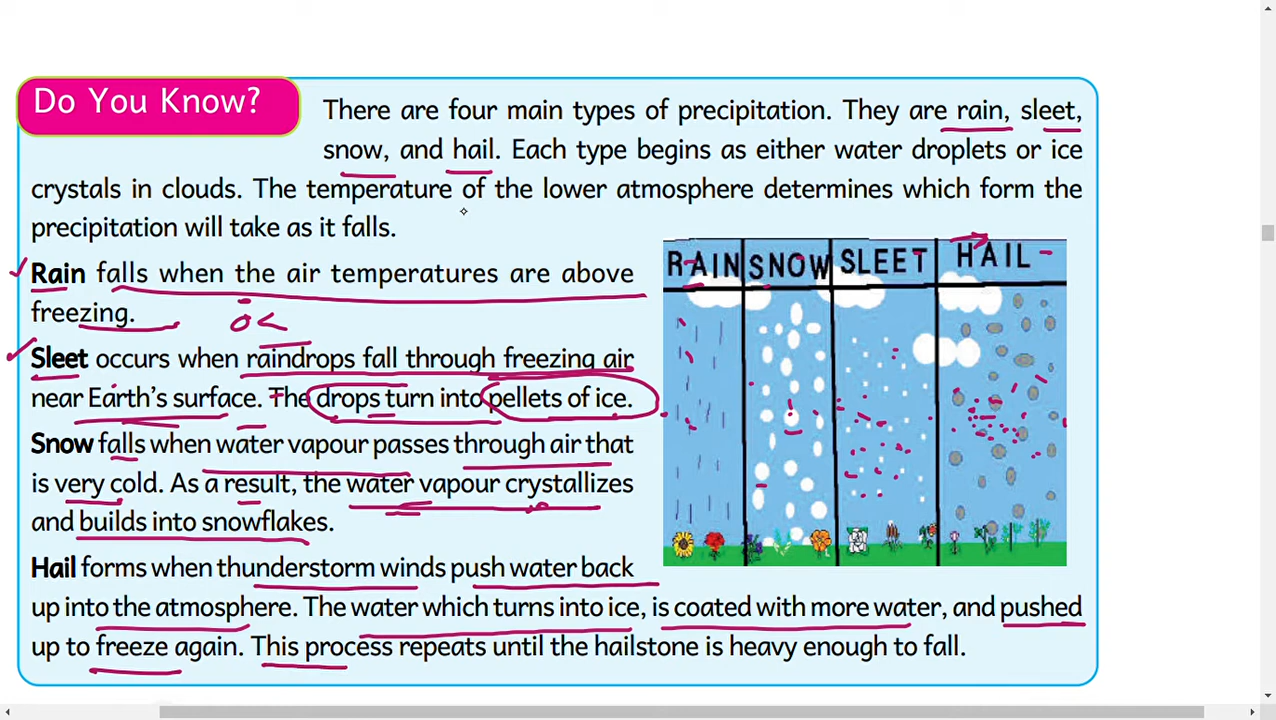 Do You Know?
There are four main types of precipitation. They are rain, sleet,
snow, and hail. Each type begins as either water droplets or ice
crystals in clouds. The temperature of the lower atmosphere determines which form the
precipitation will take as it falls.
Rain falls when the air temperatures are above
freezing.
0<
Sleet occurs when raindrops fall through freezing air
near Earth's surface. The drops turn into pellets of ice.
Snow falls when water vapour passes through air that
is very cold. As a result, the water vapour crystallizes
and builds into snowflakes.
RAIN SNOW SLEET HAIL
Hail forms when thunderstorm winds push water back
up into the atmosphere. The water which turns into ice, is coated with more water, and pushed
up to freeze again. This process repeats until the hailstone is heavy enough to fall.